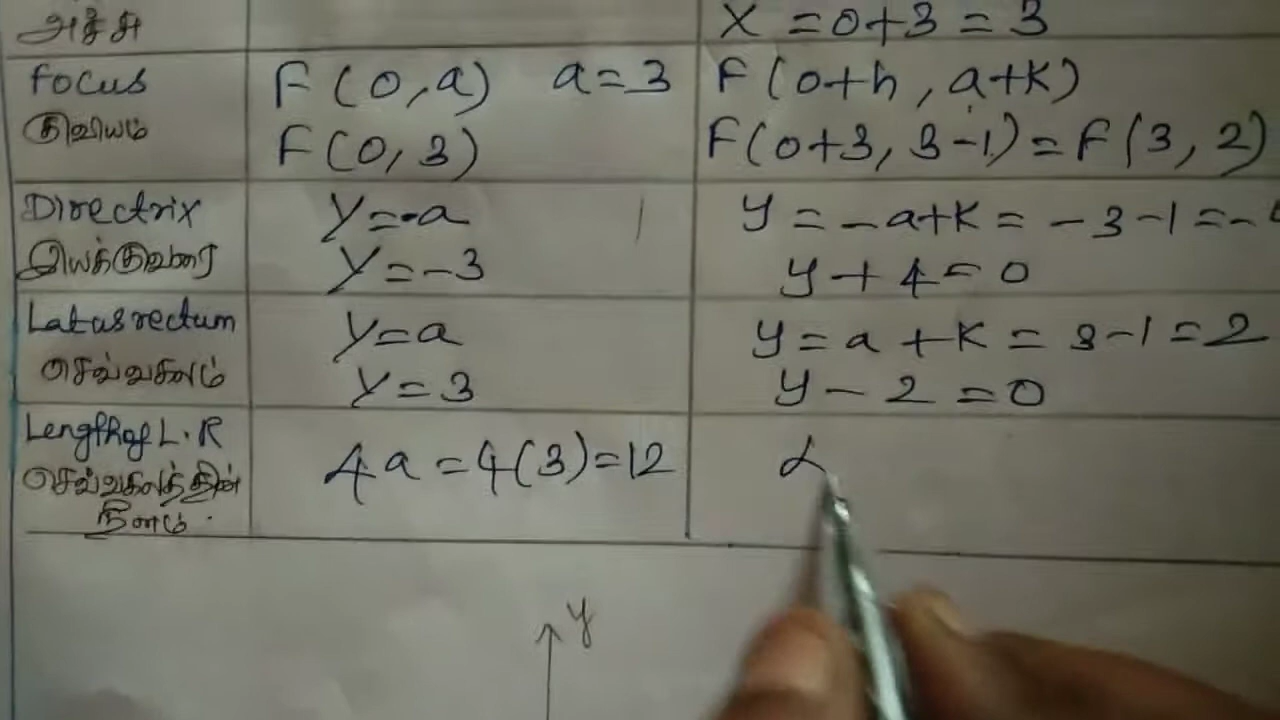 அச்சு
X = 0+3 = 3
Focus
குவியம்
F(0,a) a=3
F(0,3)
F(0+h, a+k)
F(0+3, 3-1)=F(3,2)
Directrix
இயக்குவரை
y=-a
y=-3
y = -a+k = -3-1=-
y+4=0
Latus rectum
செவ்வகலம்
y=a
y=3
y=a+k=3-1=2
y-2=0
Length of L.R
செவ்வகலத்தின்
நீளம்.
4a=4(3)=12
y